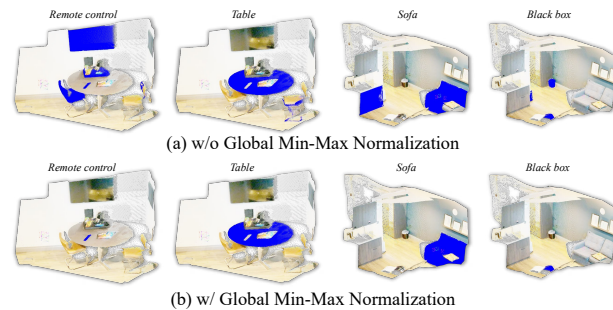 Remote control Table Sofa Black box
(a) w/o Global Min-Max Normalization
Remote control Table Sofa Black box
(b) w/ Global Min-Max Normalization